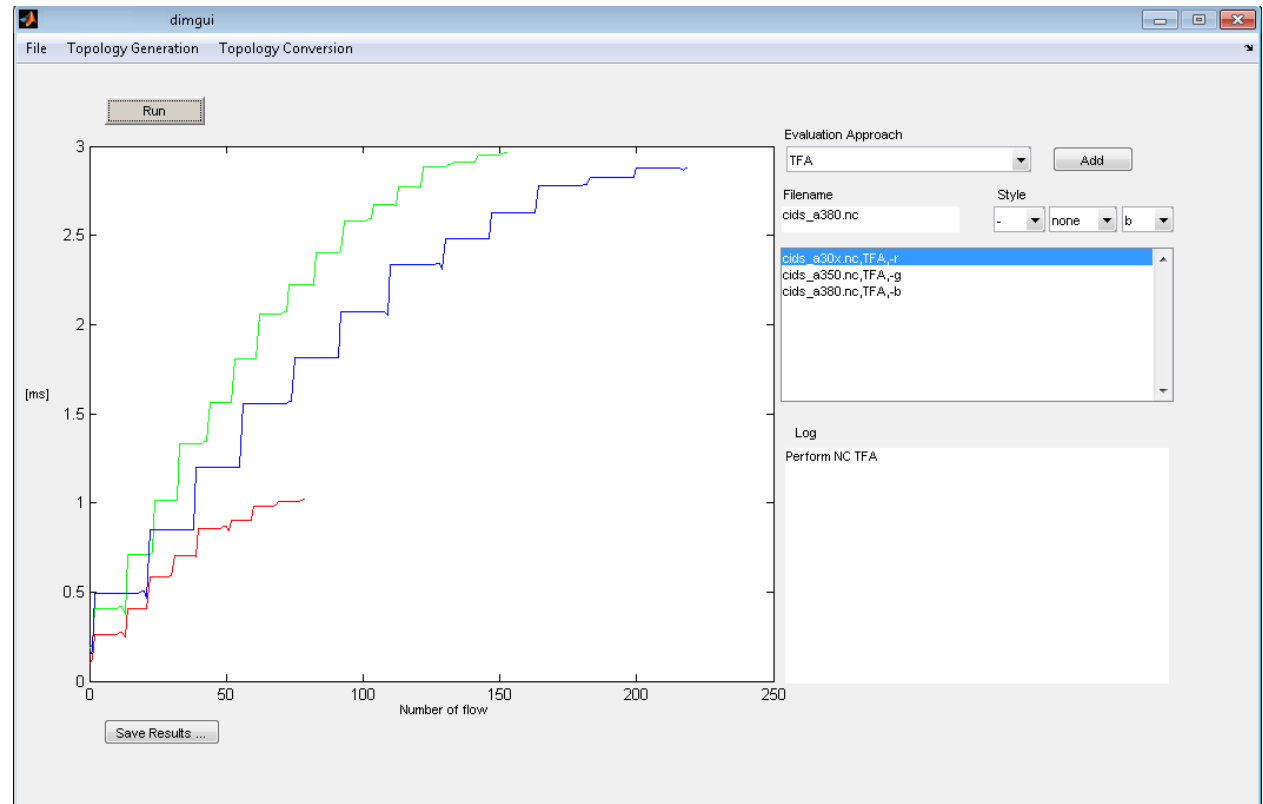 dimgui
File Topology Generation Topology Conversion
Run
Evaluation Approach
TFA
Add
Filename
Style
cids_a380.nc
-
none
b
cids_a30x.nc,TFA,-r
cids_a350.nc,TFA,-g
cids_a380.nc,TFA,-b
Log
Perform NC TFA
3
2.5
2
[ms]
1.5
1
0.5
0
0 50 100 150 200 250
Number of flow
Save Results ...